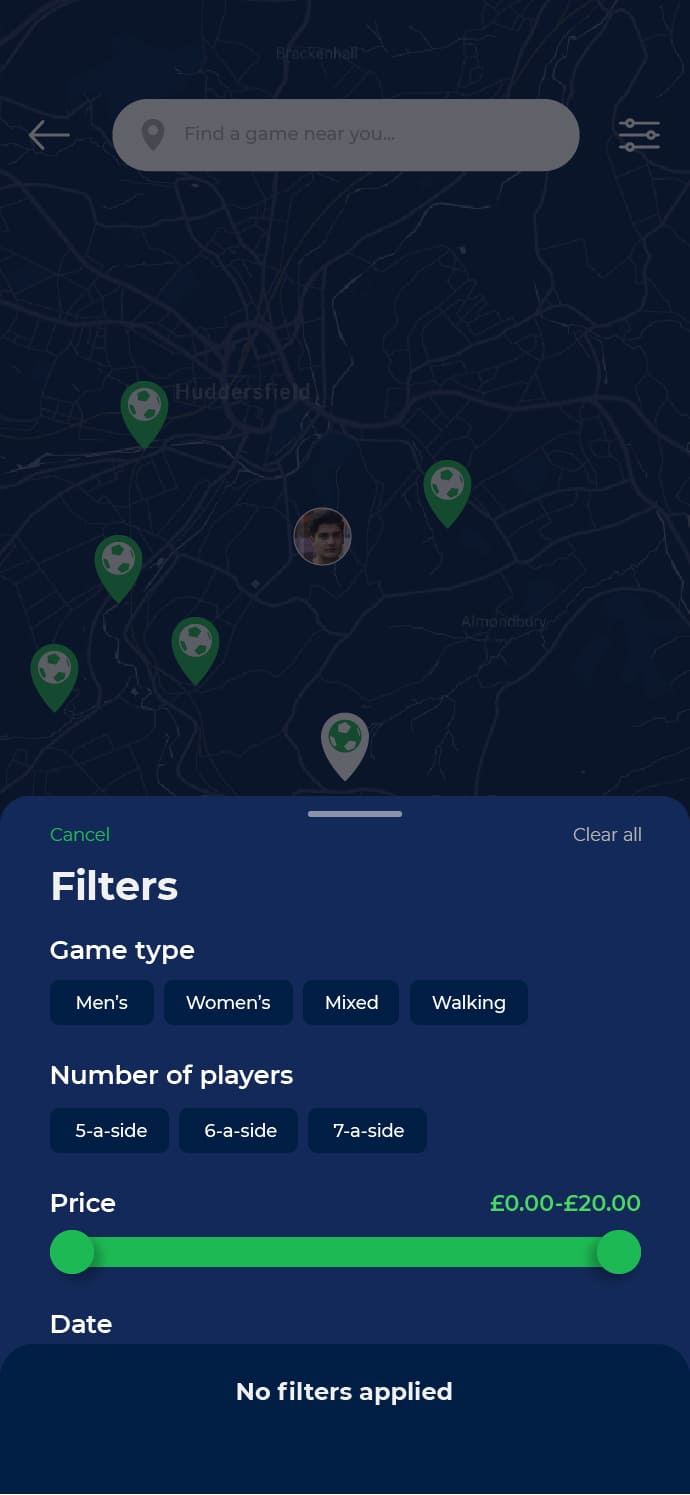 Brackenhall
Find a game near you...
Huddersfield
Almondbury
Cancel
Clear all
Filters
Game type
Men's
Women's
Mixed
Walking
Number of players
5-a-side
6-a-side
7-a-side
Price
£0.00-£20.00
Date
No filters applied